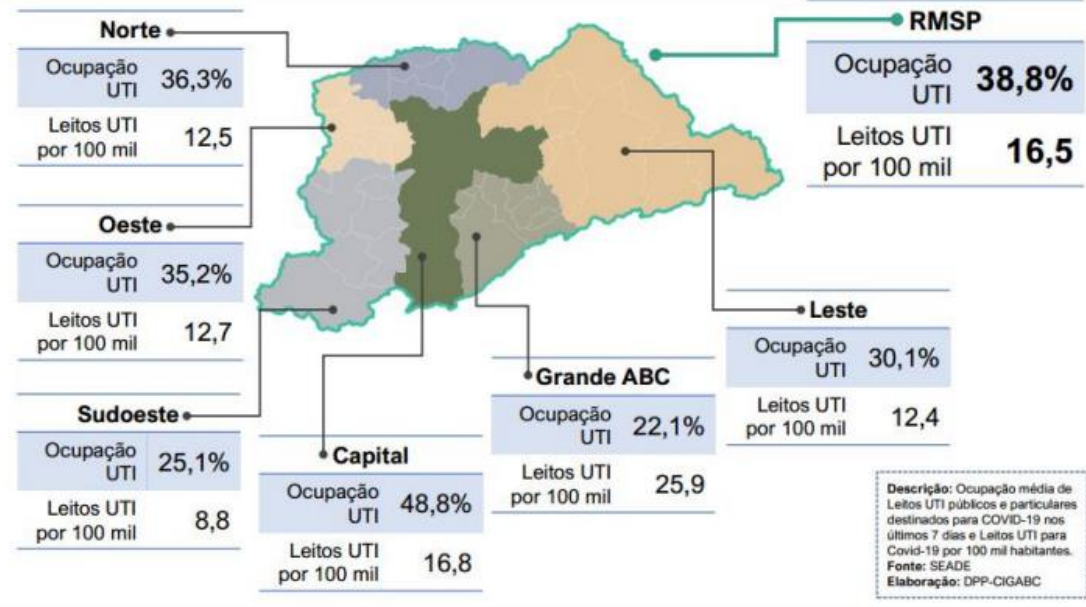 Norte
Ocupação
UTI
36,3%
Leitos UTI
por 100 mil
12,5
RMSP
Ocupação
UTI
38,8%
Leitos UTI
por 100 mil
16,5
Oeste
Ocupação
UTI
35,2%
Leitos UTI
por 100 mil
12,7
Sudoeste
Ocupação
UTI
25,1%
Leitos UTI
por 100 mil
8,8
Capital
Ocupação
UTI
48,8%
Leitos UTI
por 100 mil
16,8
Grande ABC
Ocupação
UTI
22,1%
Leitos UTI
por 100 mil
25,9
Leste
Ocupação
UTI
30,1%
Leitos UTI
por 100 mil
12,4
Descrição: Ocupação média de
Leitos UTI públicos e particulares
destinados para COVID-19 nos
últimos 7 dias e Leitos UTI para
Covid-19 por 100 mil habitantes.
Fonte: SEADE
Elaboração: DPP-CIGABC